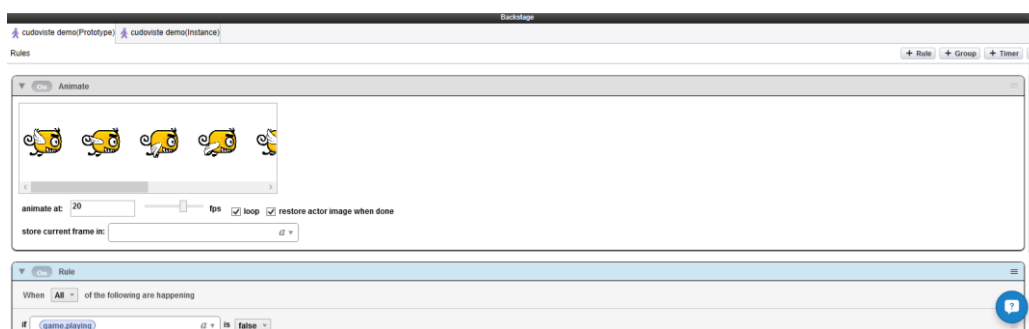 Backstage
cudoviste demo(Prototype) cudoviste demo(Instance)
Rules + Rule + Group + Timer
On Animate
animate at: 20 fps loop restore actor image when done
store current frame in: a
On Rule
When All of the following are happening
if game.playing a is false
?